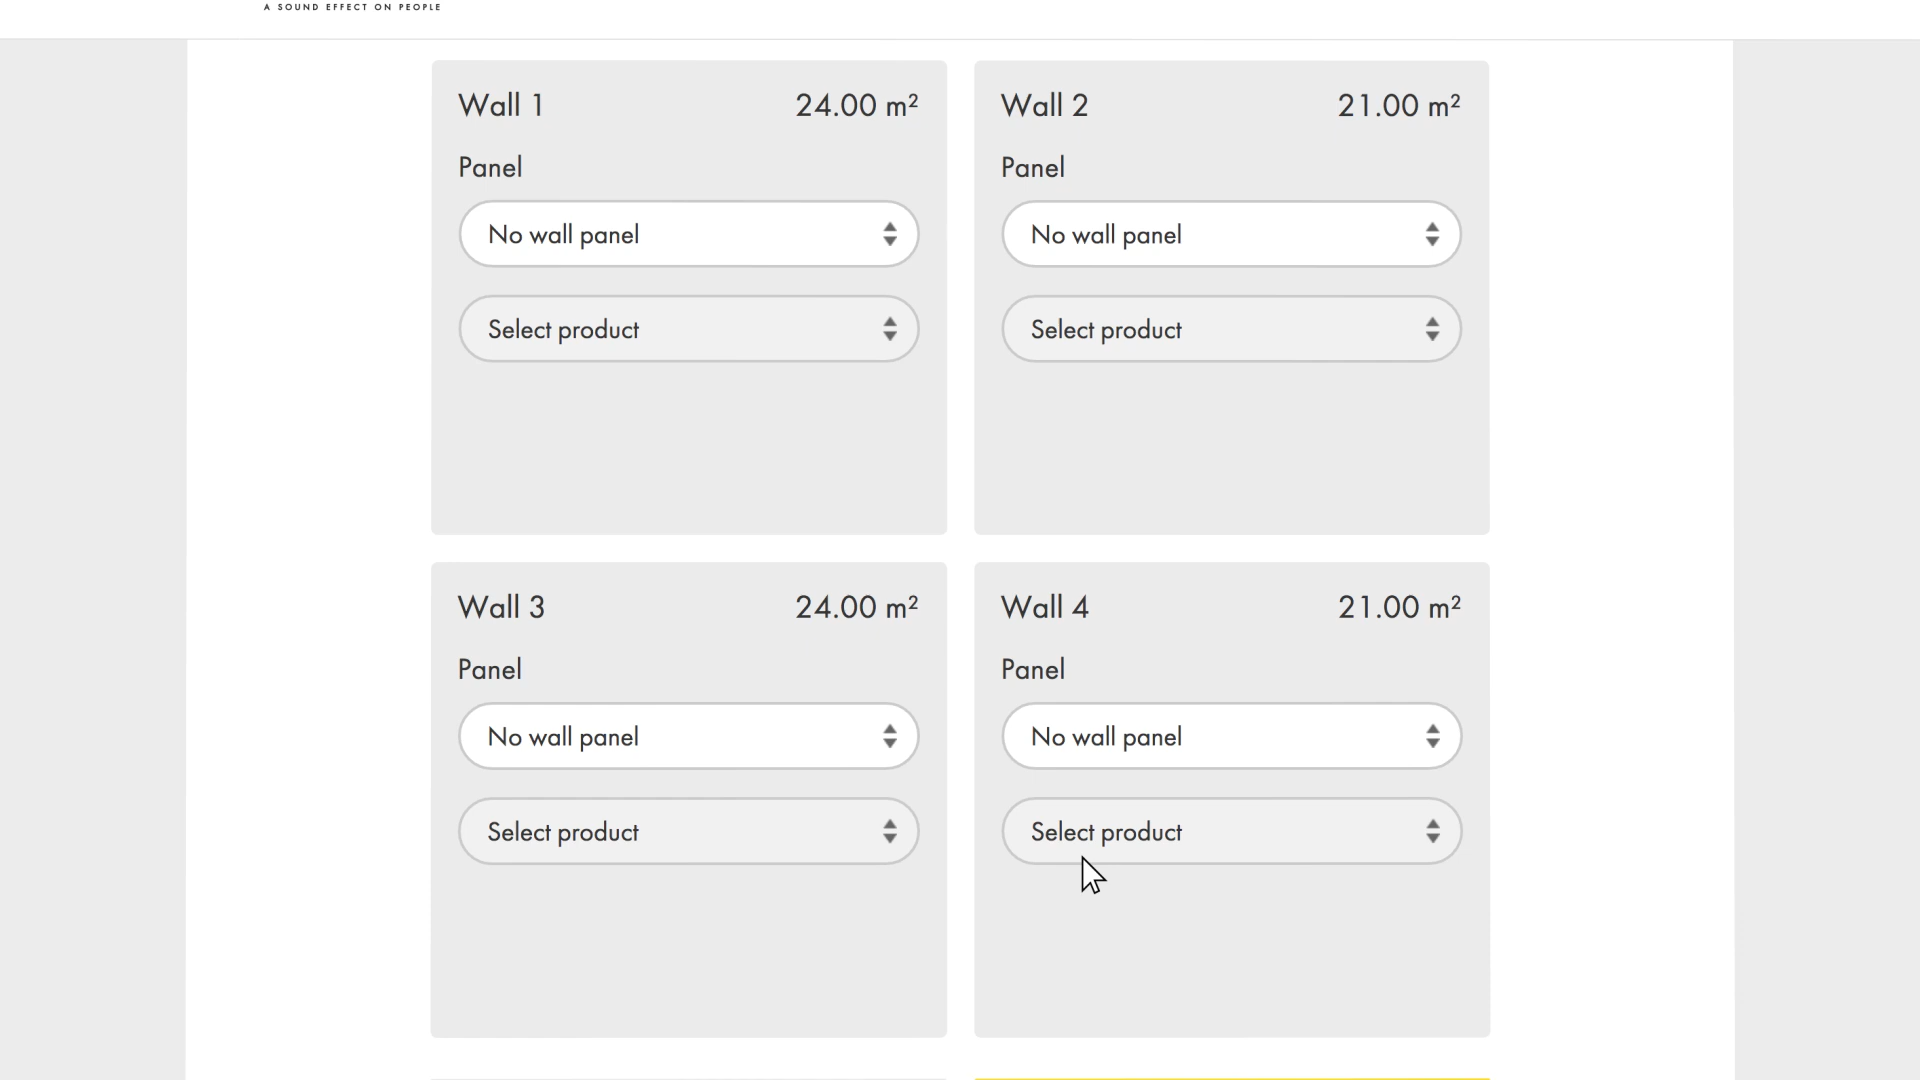 A SOUND EFFECT ON PEOPLE
Wall 1 24.00 m²
Panel
No wall panel
Select product
Wall 2 21.00 m²
Panel
No wall panel
Select product
Wall 3 24.00 m²
Panel
No wall panel
Select product
Wall 4 21.00 m²
Panel
No wall panel
Select product